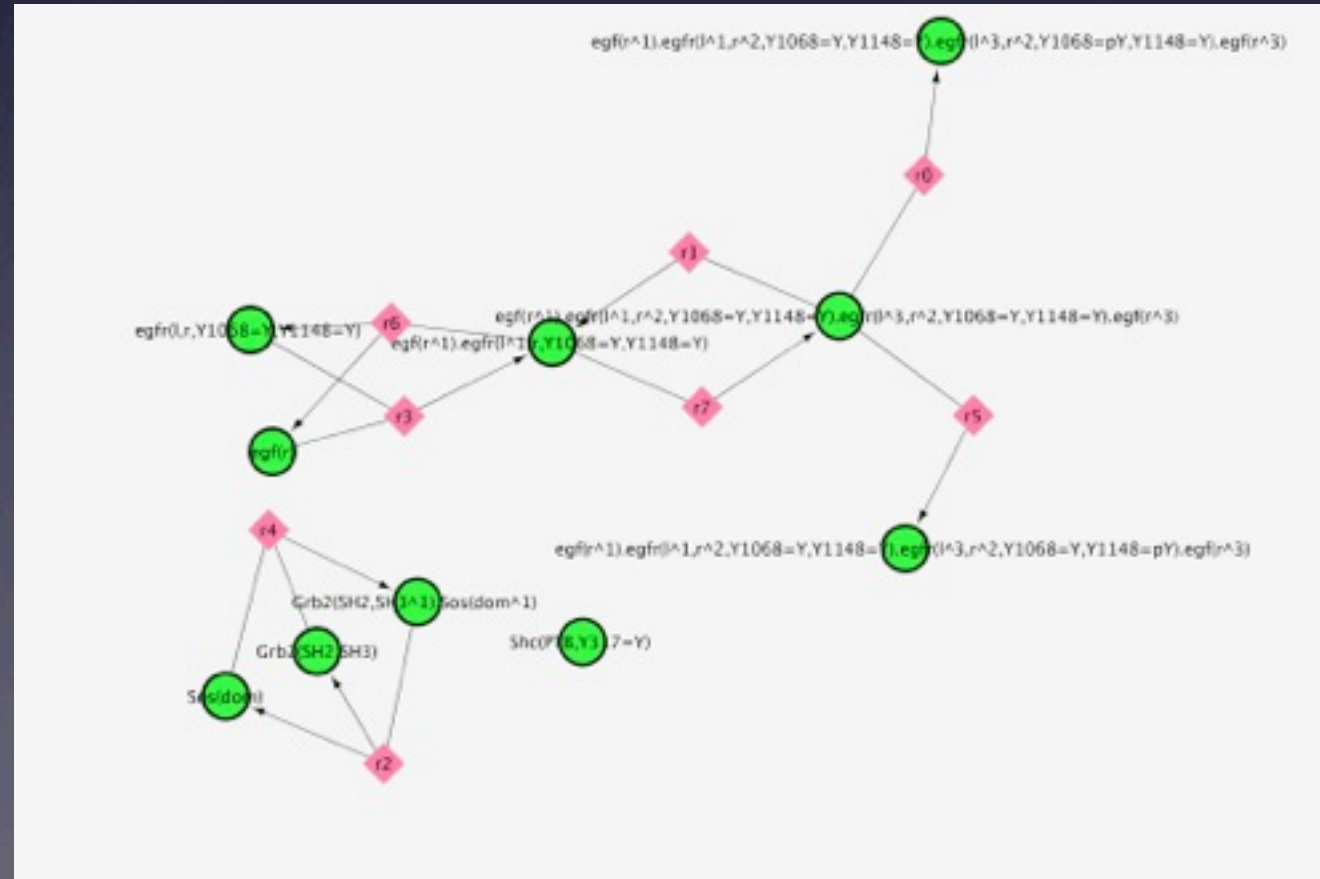 egf(r^1).egfr(l^1,r^2,Y1068=Y,Y1148=Y).egfr(l^3,r^2,Y1068=pY,Y1148=Y).egf(r^3)
r0
r1
egf(r^1).egfr(l^1,r^2,Y1068=Y,Y1148=Y).egfr(l^3,r^2,Y1068=Y,Y1148=Y).egf(r^3)
egfr(l,r,Y1068=Y,Y1148=Y)
r6
egf(r^1).egfr(l^1,r,Y1068=Y,Y1148=Y)
r7
r3
r5
egf(r)
r4
egf(r^1).egfr(l^1,r^2,Y1068=Y,Y1148=Y).egfr(l^3,r^2,Y1068=Y,Y1148=pY).egf(r^3)
Grb2(SH2,SH3^1).Sos(dom^1)
Grb2(SH2,SH3)
Sos(dom)
r2